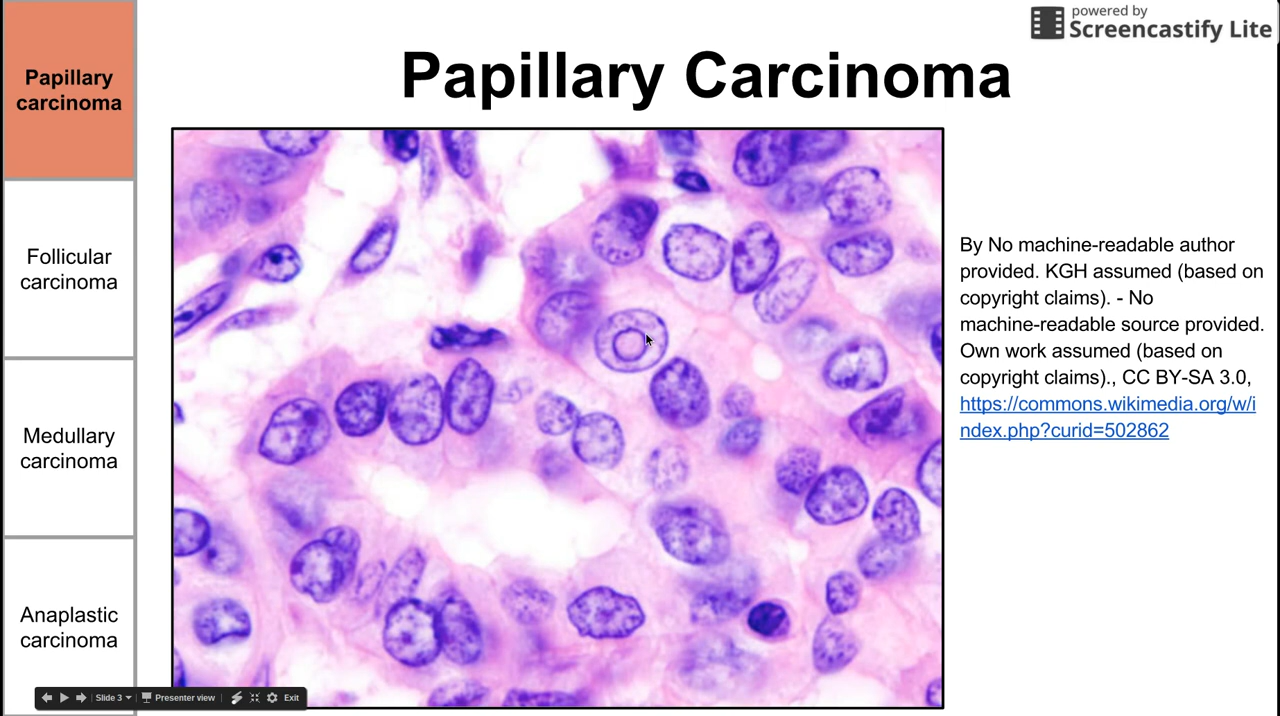 powered by
Screencastify Lite
Papillary Carcinoma
Papillary
carcinoma
Follicular
carcinoma
Medullary
carcinoma
Anaplastic
carcinoma
By No machine-readable author
provided. KGH assumed (based on
copyright claims). - No
machine-readable source provided.
Own work assumed (based on
copyright claims)., CC BY-SA 3.0,
https://commons.wikimedia.org/w/i
ndex.php?curid=502862
Slide 3 Presenter view Exit